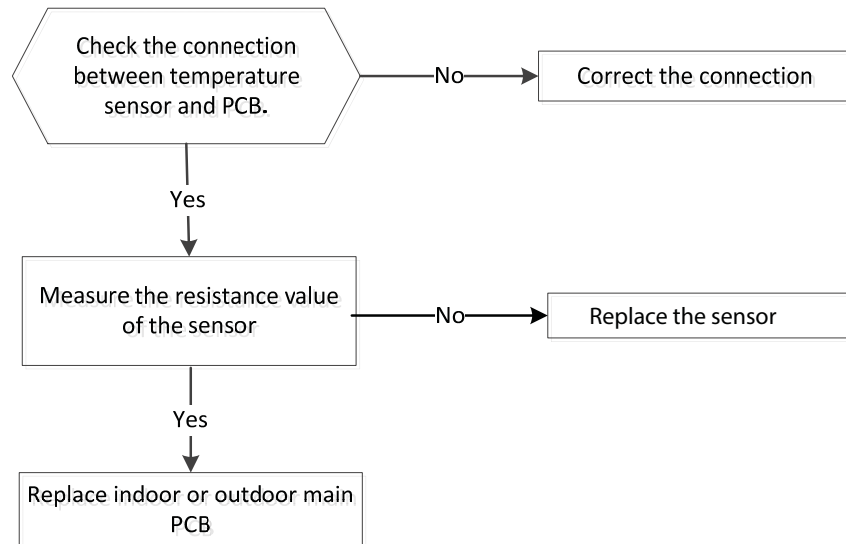 Check the connection
between temperature
sensor and PCB.
No
Correct the connection
Yes
Measure the resistance value
of the sensor
No
Replace the sensor
Yes
Replace indoor or outdoor main
PCB